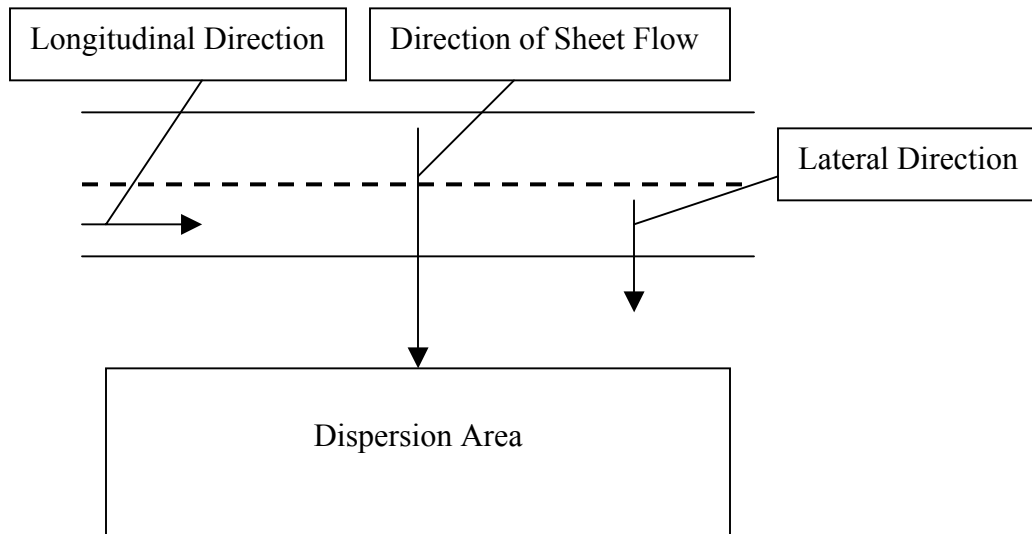 Longitudinal Direction
Direction of Sheet Flow
Lateral Direction
Dispersion Area